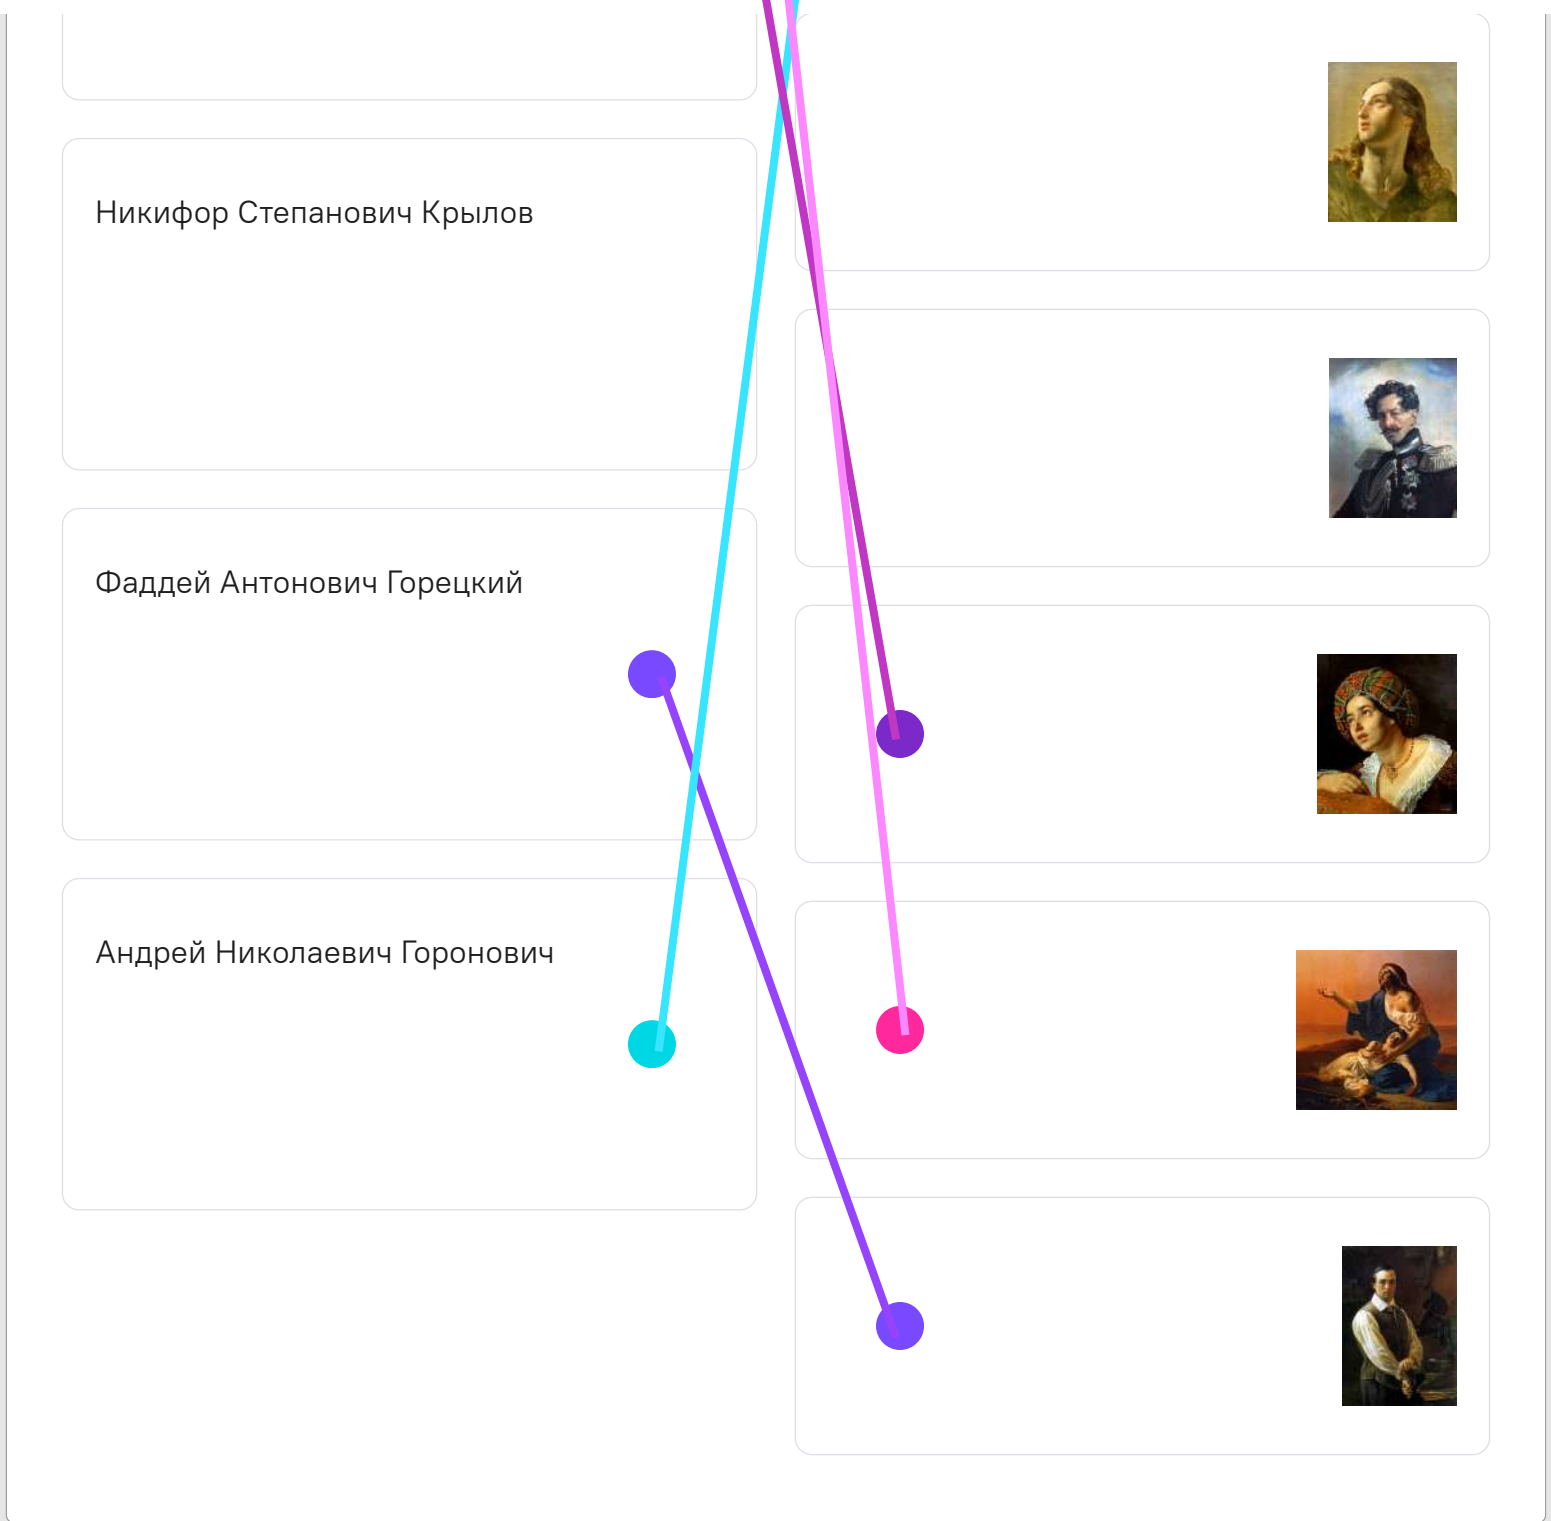 Никифор Степанович Крылов
Фаддей Антонович Горецкий
Андрей Николаевич Горонович